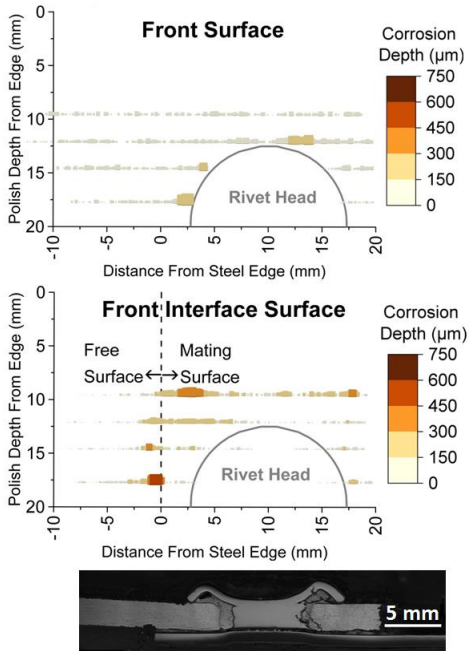 Front Surface
Corrosion
Depth (µm)
Polish Depth From Edge (mm)
0
5
10
15
20
Rivet Head
750
600
450
300
150
0
-10
-5
0
5
10
15
20
Distance From Steel Edge (mm)
Front Interface Surface
Corrosion
Depth (µm)
Polish Depth From Edge (mm)
0
5
10
15
20
Free
Surface
Mating
Surface
Rivet Head
750
600
450
300
150
0
-10
-5
0
5
10
15
20
Distance From Steel Edge (mm)
5 mm